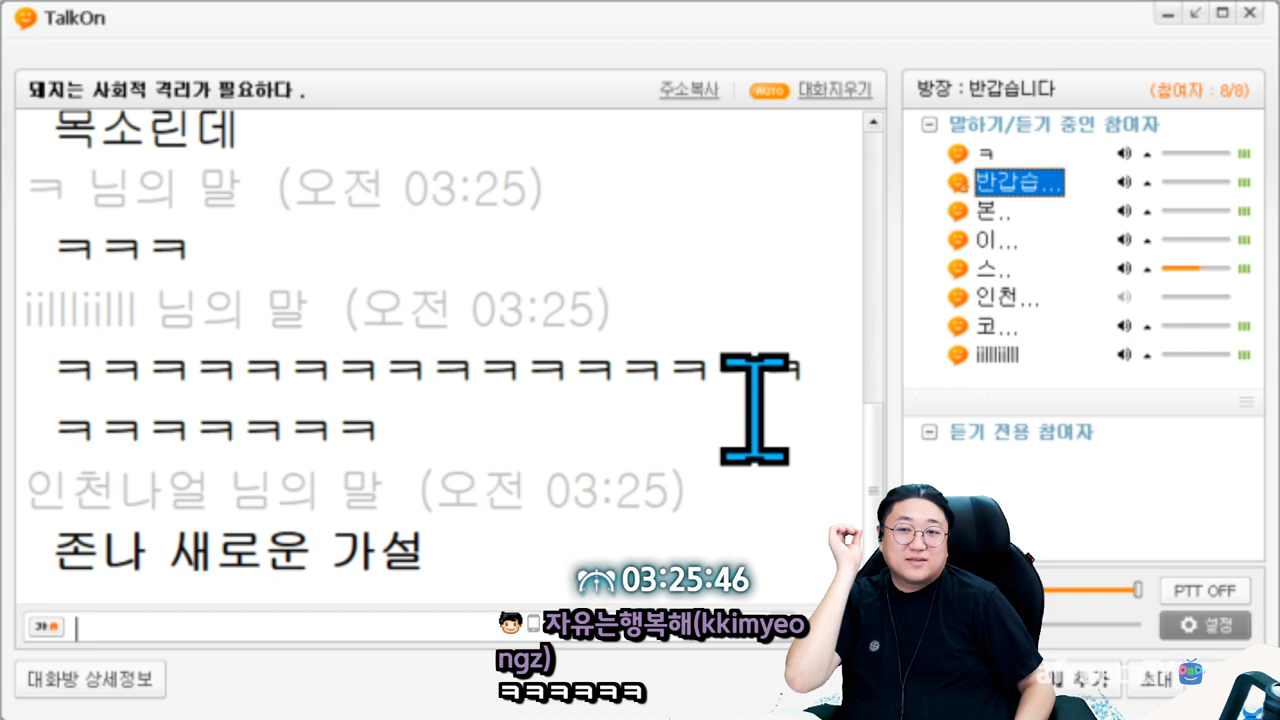 TalkOn
돼지는 사회적 격리가 필요하다 .
주소복사
AUTO
대화지우기
목소린데
ㅋ 님의 말 (오전 03:25)
ㅋㅋㅋ
iillliilll 님의 말 (오전 03:25)
ㅋㅋㅋㅋㅋㅋㅋㅋㅋㅋㅋㅋㅋㅋ ㅋ
ㅋㅋㅋㅋㅋㅋㅋ
인천나얼 님의 말 (오전 03:25)
존나 새로운 가설
가
대화방 상세정보
방장 : 반갑습니다
(참여자 : 8/8)
말하기/듣기 중인 참여자
ㅋ
반갑습...
본..
이...
스..
인천...
코...
iillliilll
듣기 전용 참여자
PTT OFF
설정
추가
초대
03:25:46
자유는행복해(kkimyeo
ngz)
ㅋㅋㅋㅋㅋㅋ